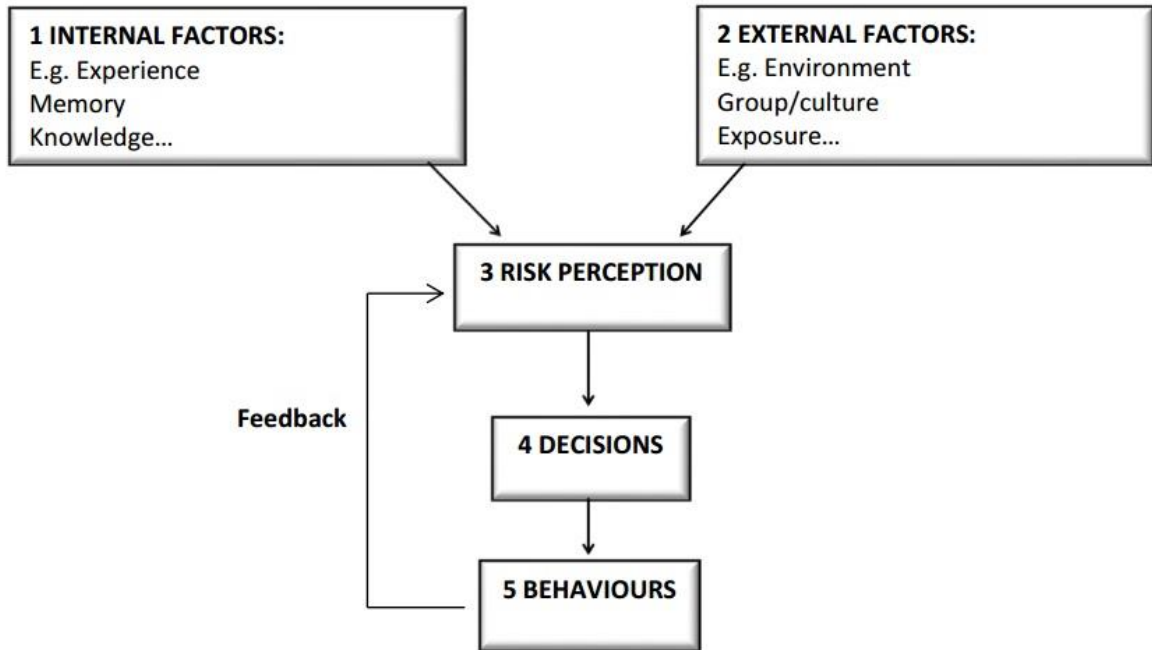 1 INTERNAL FACTORS:
E.g. Experience
Memory
Knowledge…
2 EXTERNAL FACTORS:
E.g. Environment
Group/culture
Exposure…
3 RISK PERCEPTION
Feedback
4 DECISIONS
5 BEHAVIOURS